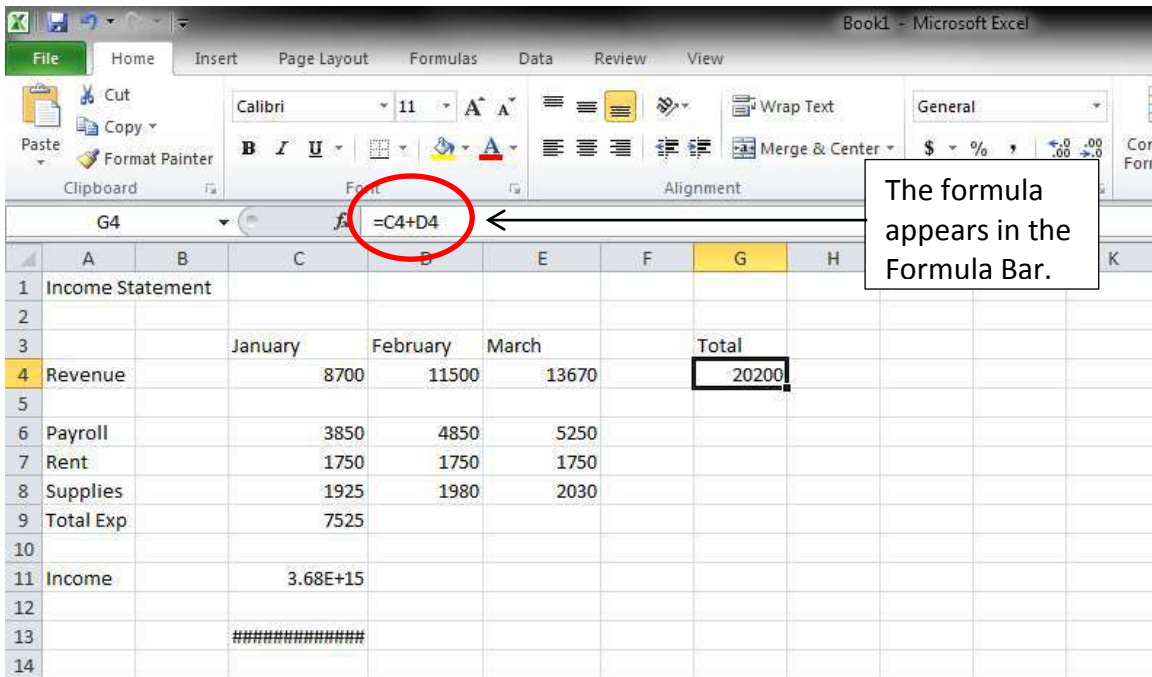 Book1 - Microsoft Excel
File Home Insert Page Layout Formulas Data Review View
Cut
Copy
Paste
Format Painter
Calibri 11 A A
B I U A
Wrap Text
Merge & Center
General
$ % , .00 .00
Clipboard Alignment
The formula
appears in the
Formula Bar.
G4 fx =C4+D4
A B C D E F G H K
1 Income Statement
2
3 January February March Total
4 Revenue 8700 11500 13670 20200
5
6 Payroll 3850 4850 5250
7 Rent 1750 1750 1750
8 Supplies 1925 1980 2030
9 Total Exp 7525
10
11 Income 3.68E+15
12
13 #############
14